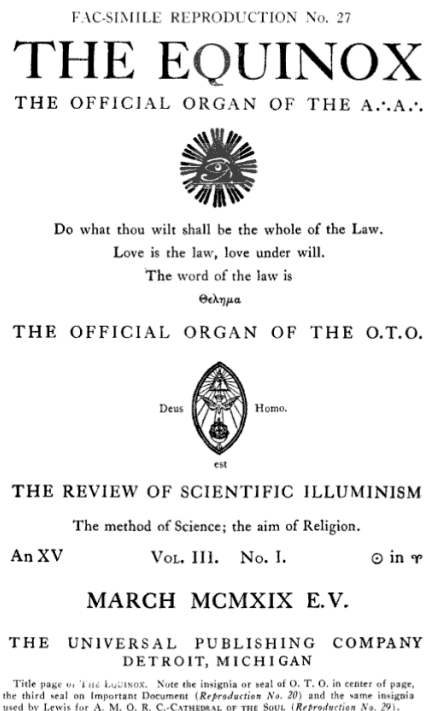 FAC-SIMILE REPRODUCTION No. 27
THE EQUINOX
THE OFFICIAL ORGAN OF THE A∴A∴
Do what thou wilt shall be the whole of the Law.
Love is the law, love under will.
The word of the law is
Θελημα
THE OFFICIAL ORGAN OF THE O.T.O.
Deus Homo.
est
THE REVIEW OF SCIENTIFIC ILLUMINISM
The method of Science; the aim of Religion.
An XV VOL. III. No. I. ☉ in ♈
MARCH MCMXIX E.V.
THE UNIVERSAL PUBLISHING COMPANY
DETROIT, MICHIGAN
Title page of THE EQUINOX. Note the insignia or seal of O. T. O. in center of page,
the third seal on Important Document (Reproduction No. 20) and the same insignia
used by Lewis for A. M. O. R. C.-CATHEDRAL OF THE SOUL (Reproduction No. 29).